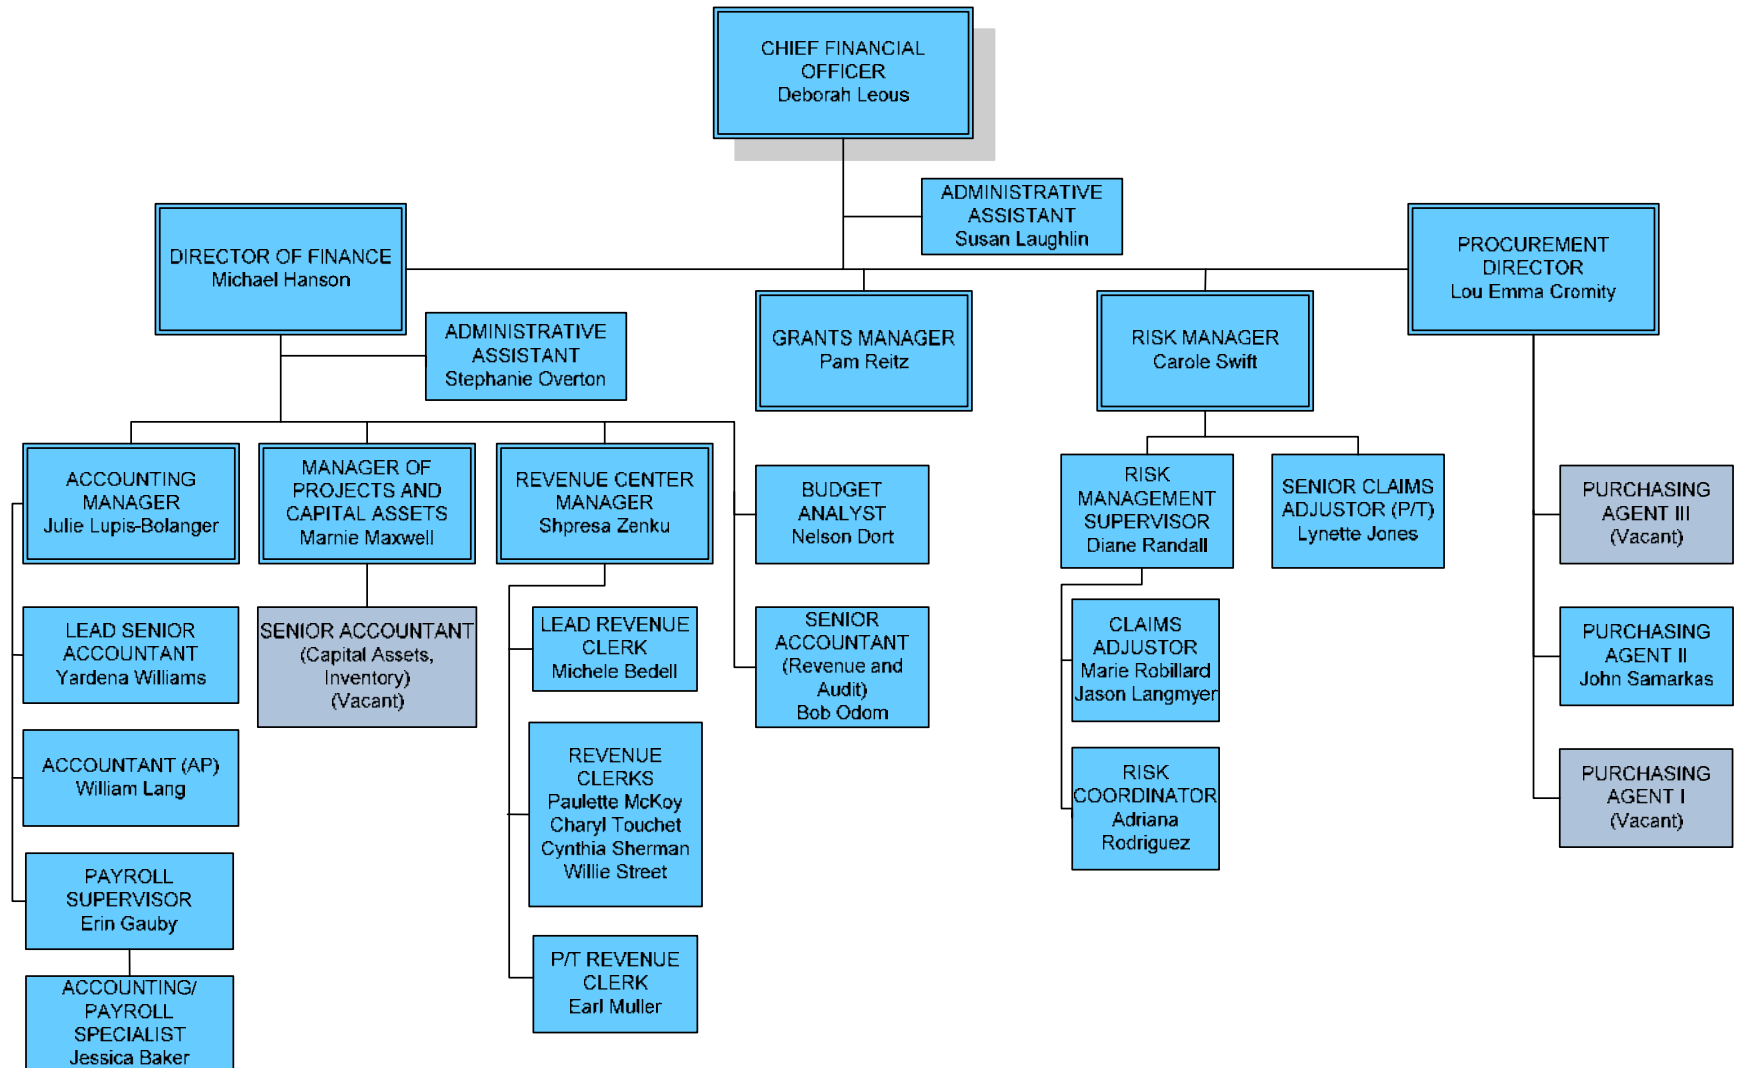 CHIEF FINANCIAL
OFFICER
Deborah Leous
ADMINISTRATIVE
ASSISTANT
Susan Laughlin
DIRECTOR OF FINANCE
Michael Hanson
PROCUREMENT
DIRECTOR
Lou Emma Cromity
ADMINISTRATIVE
ASSISTANT
Stephanie Overton
GRANTS MANAGER
Pam Reitz
RISK MANAGER
Carole Swift
ACCOUNTING
MANAGER
Julie Lupis-Bolanger
MANAGER OF
PROJECTS AND
CAPITAL ASSETS
Marnie Maxwell
REVENUE CENTER
MANAGER
Shpresa Zenku
BUDGET
ANALYST
Nelson Dort
RISK
MANAGEMENT
SUPERVISOR
Diane Randall
SENIOR CLAIMS
ADJUSTOR (P/T)
Lynette Jones
PURCHASING
AGENT III
(Vacant)
LEAD SENIOR
ACCOUNTANT
Yardena Williams
SENIOR ACCOUNTANT
(Capital Assets,
Inventory)
(Vacant)
LEAD REVENUE
CLERK
Michele Bedell
SENIOR
ACCOUNTANT
(Revenue and
Audit)
Bob Odom
CLAIMS
ADJUSTOR
Marie Robillard
Jason Langmyer
PURCHASING
AGENT II
John Samarkas
ACCOUNTANT (AP)
William Lang
REVENUE
CLERKS
Paulette McKoy
Charyl Touchet
Cynthia Sherman
Willie Street
RISK
COORDINATOR
Adriana
Rodriguez
PURCHASING
AGENT I
(Vacant)
PAYROLL
SUPERVISOR
Erin Gauby
P/T REVENUE
CLERK
Earl Muller
ACCOUNTING/
PAYROLL
SPECIALIST
Jessica Baker